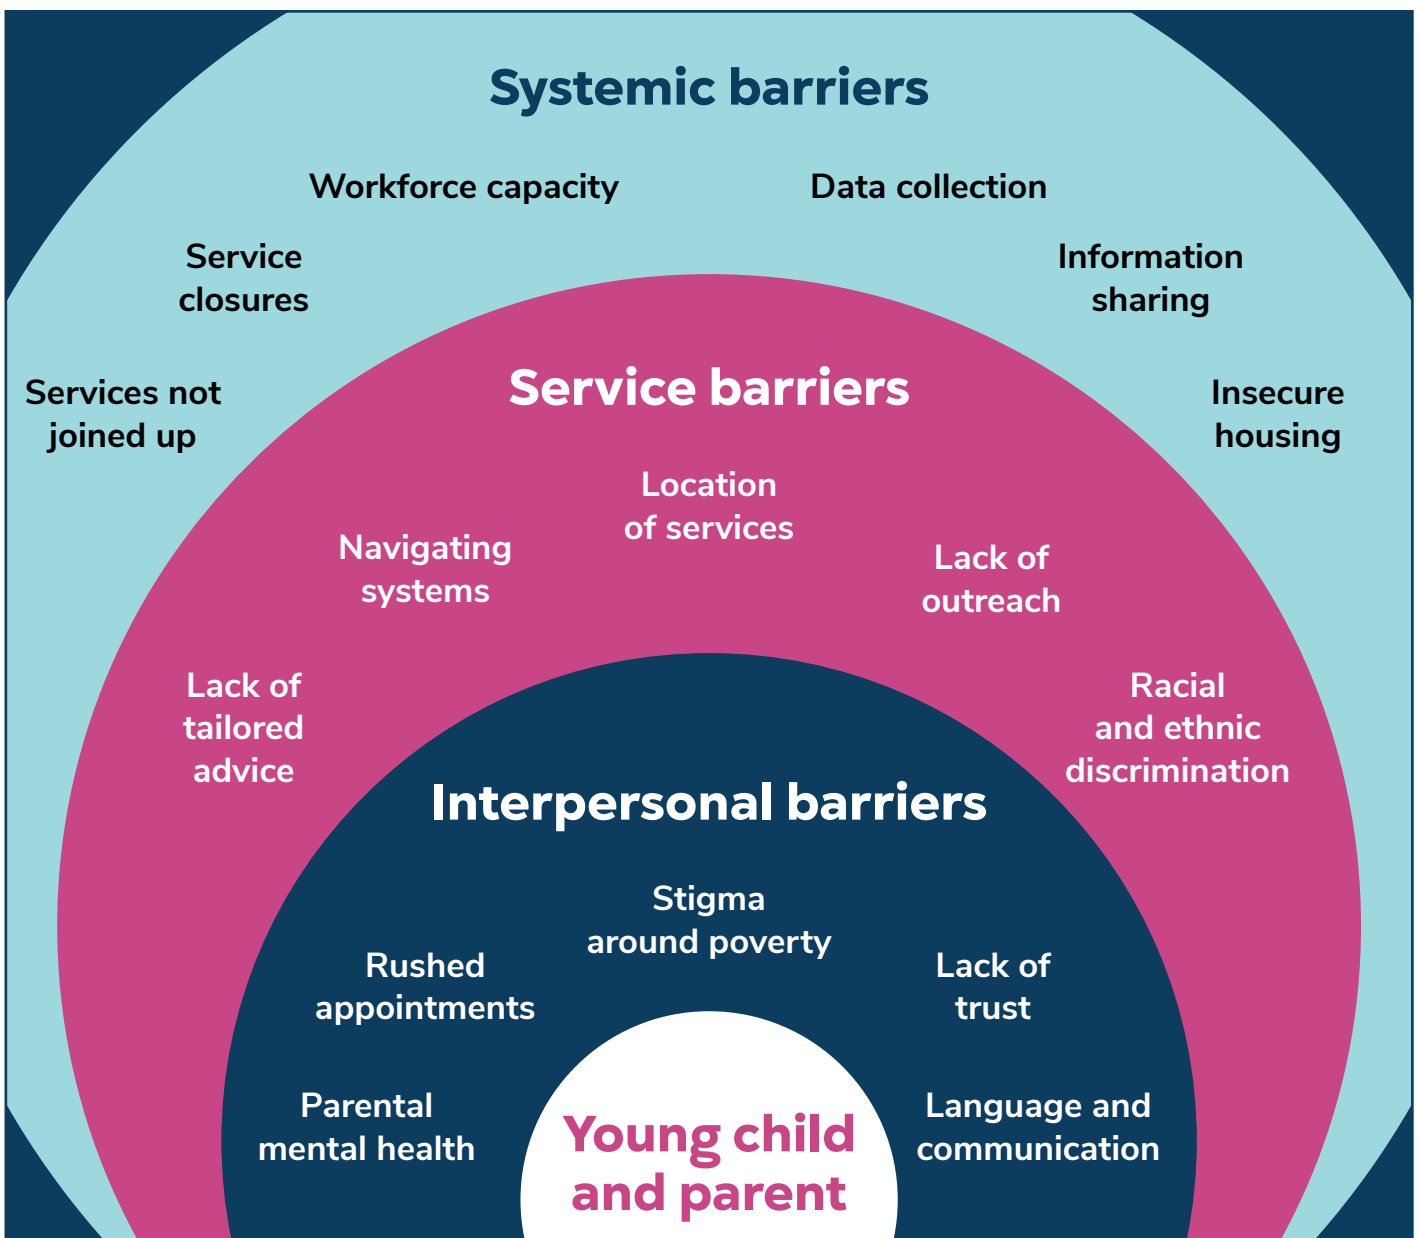 Systemic barriers
Workforce capacity
Data collection
Service
closures
Information
sharing
Services not
joined up
Insecure
housing
Service barriers
Location
of services
Navigating
systems
Lack of
outreach
Lack of
tailored
advice
Racial
and ethnic
discrimination
Interpersonal barriers
Stigma
around poverty
Rushed
appointments
Lack of
trust
Parental
mental health
Language and
communication
Young child
and parent